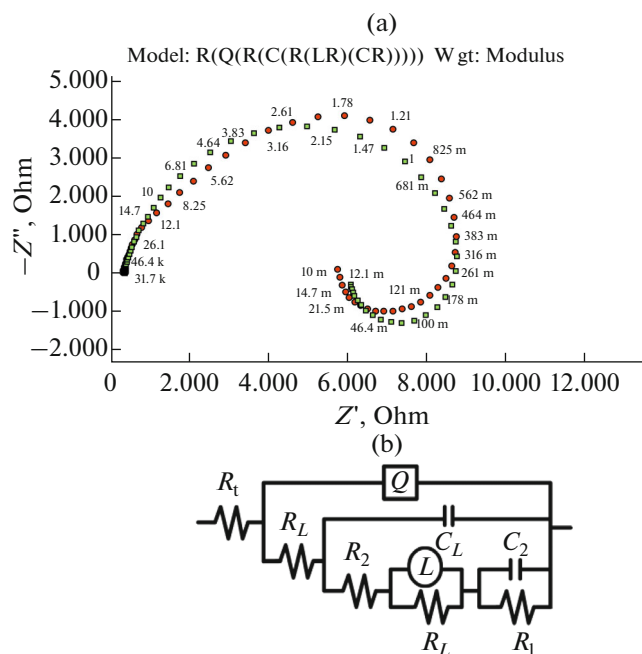 (a)
Model: R(Q(R(C(R(LR)(CR))))) Wgt: Modulus
5.000
4.000
3.000
2.000
1.000
0
−1.000
−2.000
−Z″, Ohm
2.61
1.78
1.21
3.83
3.16
2.15
1.47
1
825 m
4.64
6.81
5.62
681 m
562 m
10
8.25
464 m
14.7
12.1
383 m
26.1
316 m
46.4 k
31.7 k
10 m
12.1 m
261 m
14.7 m
121 m
178 m
21.5 m
46.4 m
100 m
0
2.000
4.000
6.000
8.000
10.000
12.000
Z′, Ohm
(b)
Rt
Q
RL
CL
R2
L
C2
RL
R1